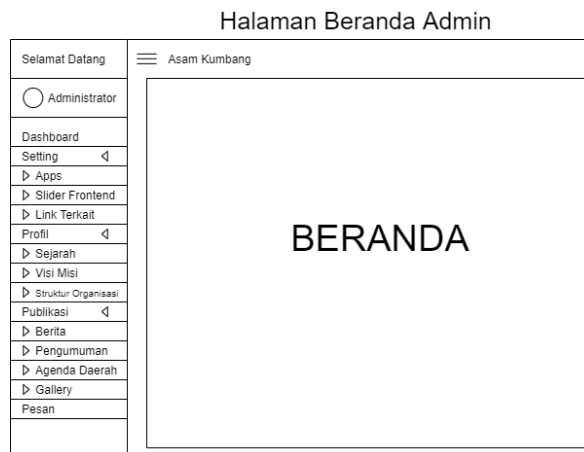 Halaman Beranda Admin
Selamat Datang
Asam Kumbang
Administrator
Dashboard
Setting
Apps
Slider Frontend
Link Terkait
Profil
Sejarah
Visi Misi
Struktur Organisasi
Publikasi
Berita
Pengumuman
Agenda Daerah
Gallery
Pesan
BERANDA